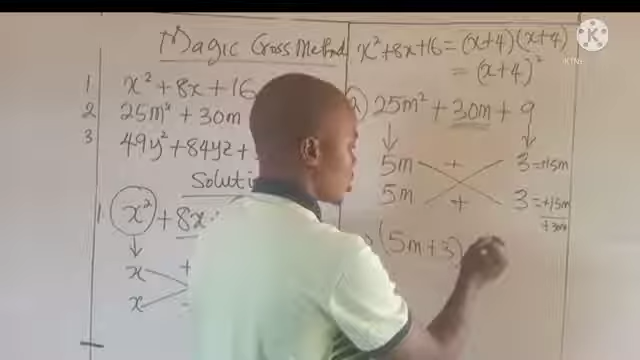 Magic Cross Method
1 x² + 8x + 16
2 25m² + 30m
3 49y² + 84yz +
Soluti
1. x² + 8x
x +
x
x² + 8x + 16 = (x+4)(x+4)
= (x+4)²
a) 25m² + 30m + 9
5m + 3 = +15m
5m + 3 = +15m
+30m
(5m+3)
K